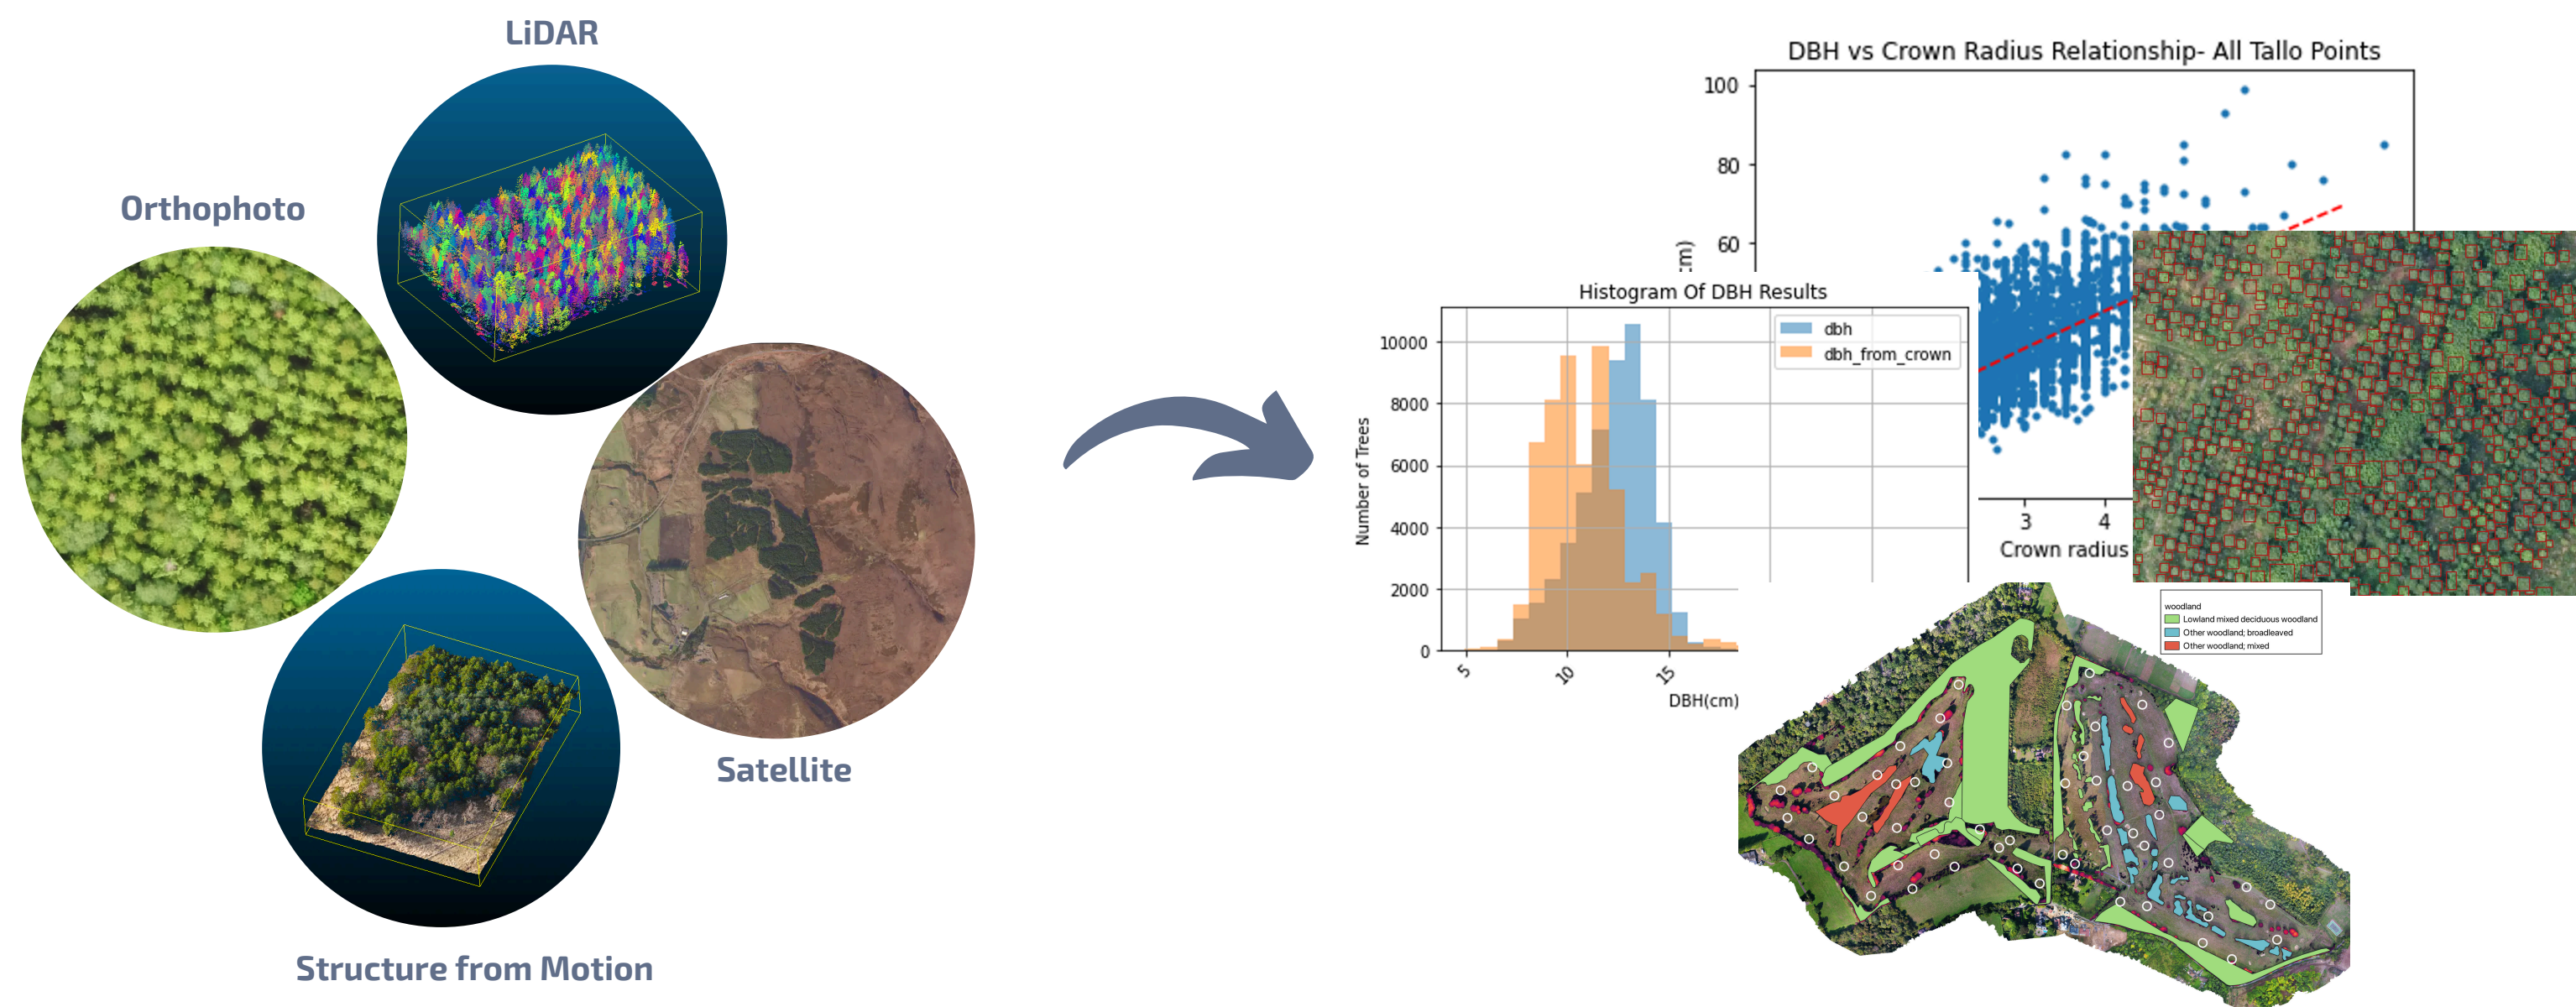 LiDAR
Orthophoto
Satellite
Structure from Motion
DBH vs Crown Radius Relationship- All Tallo Points
100
80
60
cm)
3
4
Crown radius
Histogram Of DBH Results
dbh
dbh_from_crown
Number of Trees
10000
8000
6000
4000
2000
0
5
10
15
DBH(cm)
woodland
Lowland mixed deciduous woodland
Other woodland; broadleaved
Other woodland; mixed